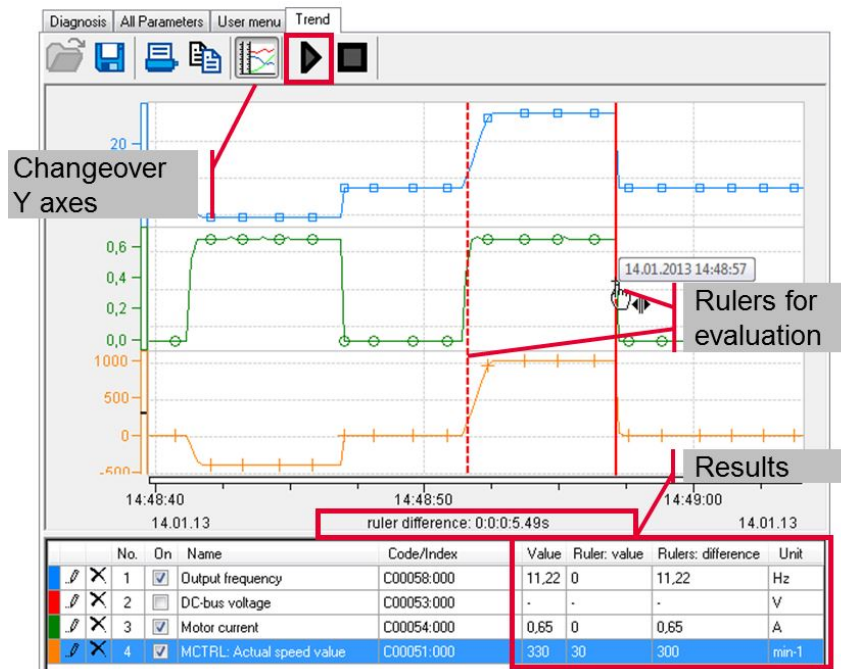 Diagnosis All Parameters User menu Trend
20
Changeover
Y axes
0,6
0,4
0,2
0,0
14.01.2013 14:48:57
Rulers for
evaluation
1000
500
0
-500
Results
14:48:40 14:48:50 14:49:00
14.01.13 ruler difference: 0:0:0:5.49s 14.01.13
No. On Name Code/Index Value Ruler: value Rulers: difference Unit
1 Output frequency C00058:000 11,22 0 11,22 Hz
2 DC-bus voltage C00053:000 - - - V
3 Motor current C00054:000 0,65 0 0,65 A
4 MCTRL: Actual speed value C00051:000 330 30 300 min-1